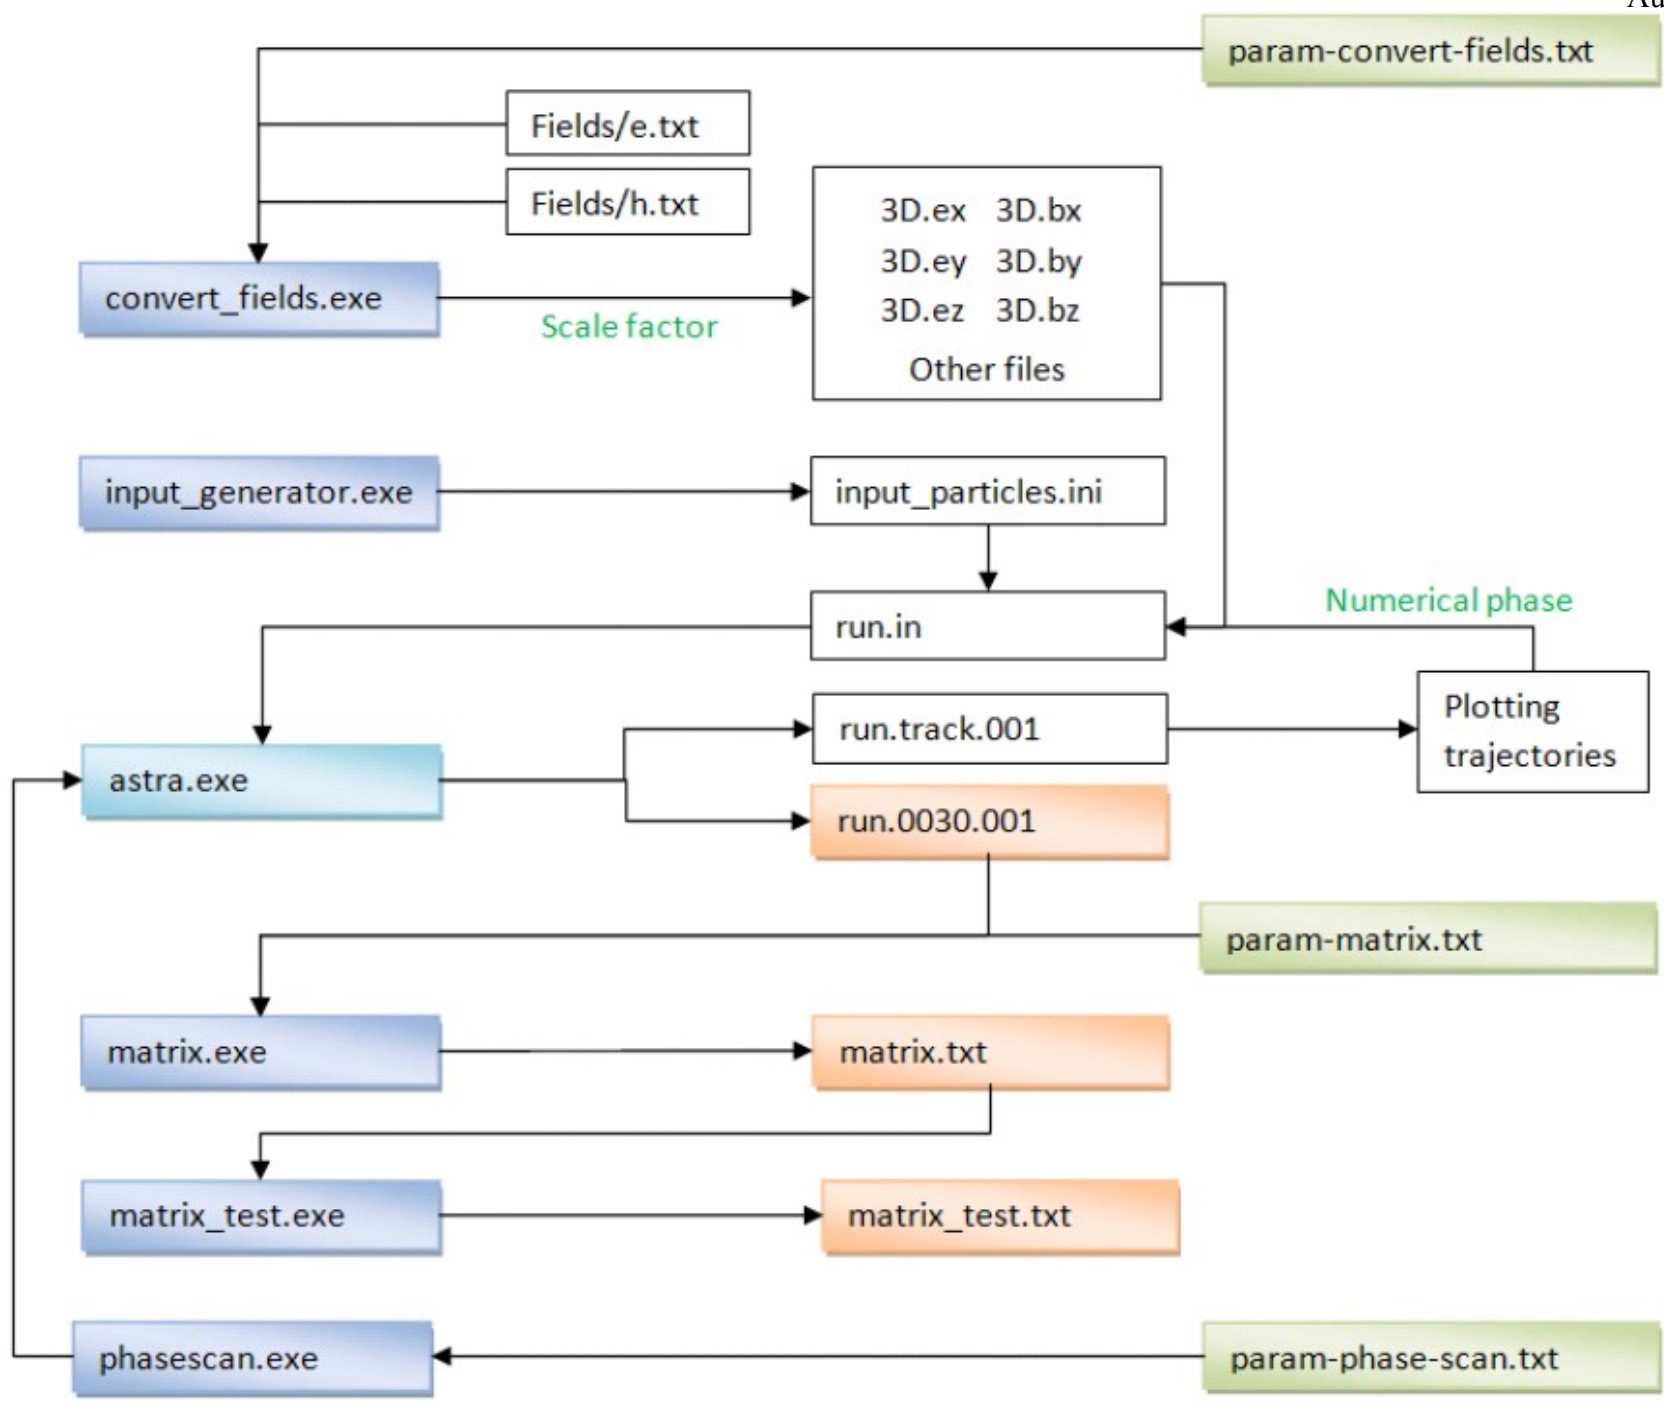 Au
param-convert-fields.txt
Fields/e.txt
Fields/h.txt
3D.ex 3D.bx
3D.ey 3D.by
3D.ez 3D.bz
Other files
convert_fields.exe
Scale factor
input_generator.exe
input_particles.ini
Numerical phase
run.in
Plotting
trajectories
run.track.001
astra.exe
run.0030.001
param-matrix.txt
matrix.exe
matrix.txt
matrix_test.exe
matrix_test.txt
phasescan.exe
param-phase-scan.txt